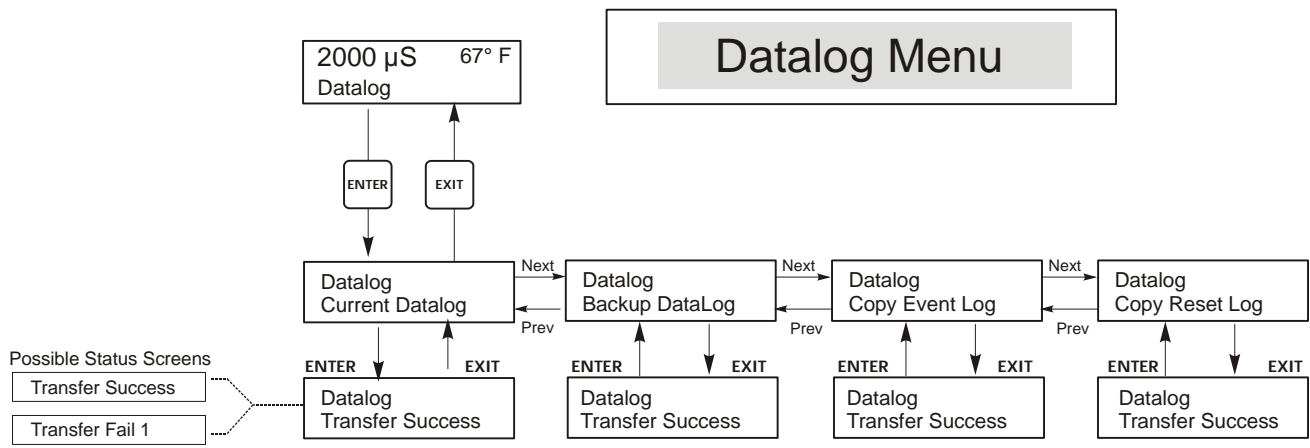 Datalog Menu
2000 µS 67° F
Datalog
ENTER
EXIT
Datalog
Current Datalog
Next
Prev
Datalog
Backup DataLog
Next
Prev
Datalog
Copy Event Log
Next
Prev
Datalog
Copy Reset Log
Possible Status Screens
Transfer Success
Transfer Fail 1
ENTER
EXIT
Datalog
Transfer Success
ENTER
EXIT
Datalog
Transfer Success
ENTER
EXIT
Datalog
Transfer Success
ENTER
EXIT
Datalog
Transfer Success